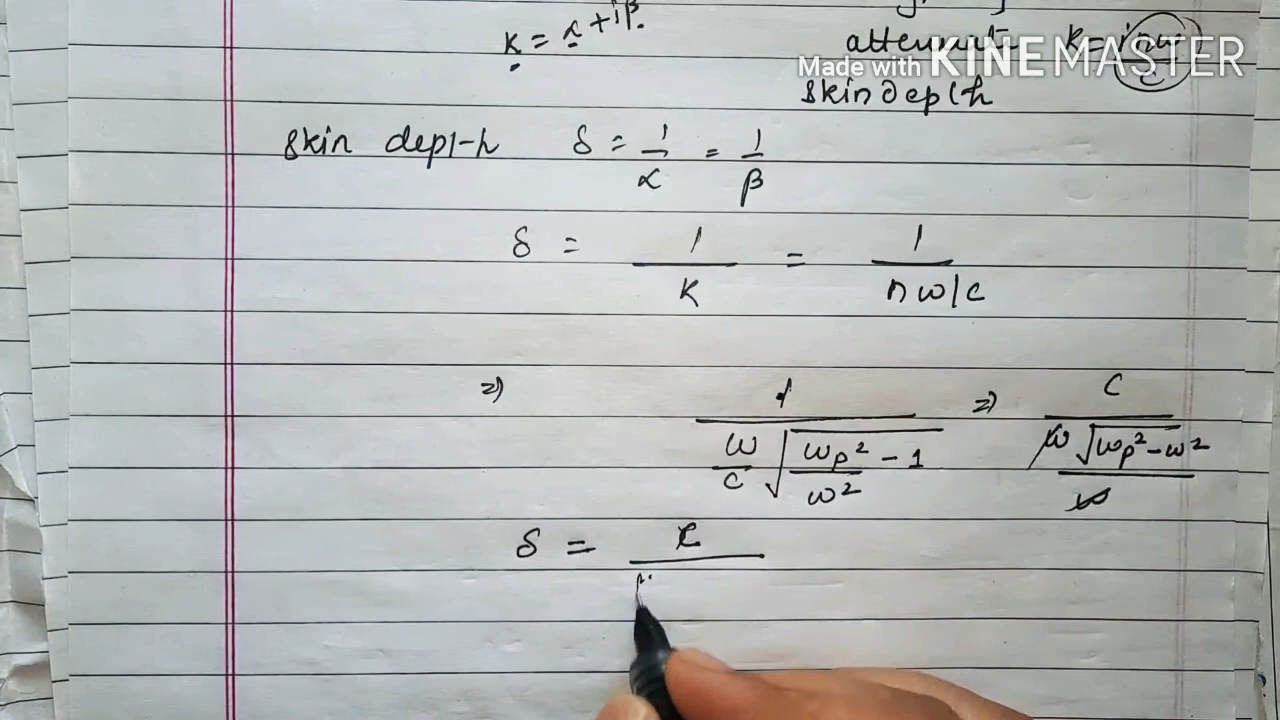 K = α + iβ.
attenuat K =
Made with KINEMASTER
skin depth
skin depth δ = 1/α = 1/β
δ = 1/K = 1/(nω/c)
⇒ 1/((ω/c)√(ωp²/ω² - 1)) ⇒ c/(ω√(ωp² - ω²)/ω)
δ = c